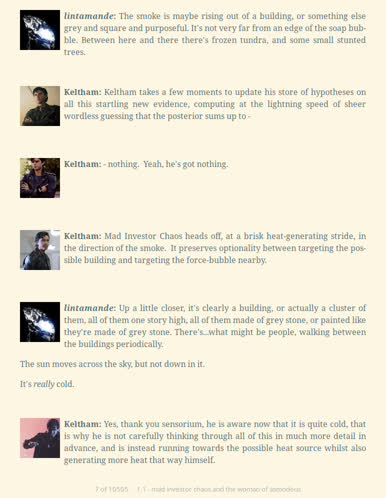 lintamande: The smoke is maybe rising out of a building, or something else
grey and square and purposeful. It's not very far from an edge of the soap bub-
ble. Between here and there there's frozen tundra, and some small stunted
trees.
Keltham: Keltham takes a few moments to update his store of hypotheses on
all this startling new evidence, computing at the lightning speed of sheer
wordless guessing that the posterior sums up to -
Keltham: - nothing. Yeah, he's got nothing.
Keltham: Mad Investor Chaos heads off, at a brisk heat-generating stride, in
the direction of the smoke. It preserves optionality between targeting the pos-
sible building and targeting the force-bubble nearby.
lintamande: Up a little closer, it's clearly a building, or actually a cluster of
them, all of them one story high, all of them made of grey stone, or painted like
they're made of grey stone. There's...what might be people, walking between
the buildings periodically.
The sun moves across the sky, but not down in it.
It's really cold.
Keltham: Yes, thank you sensorium, he is aware now that it is quite cold, that
is why he is not carefully thinking through all of this in much more detail in
advance, and is instead running towards the possible heat source whilst also
generating more heat that way himself.
7 of 10505 1.1 - mad investor chaos and the woman of asmodeus